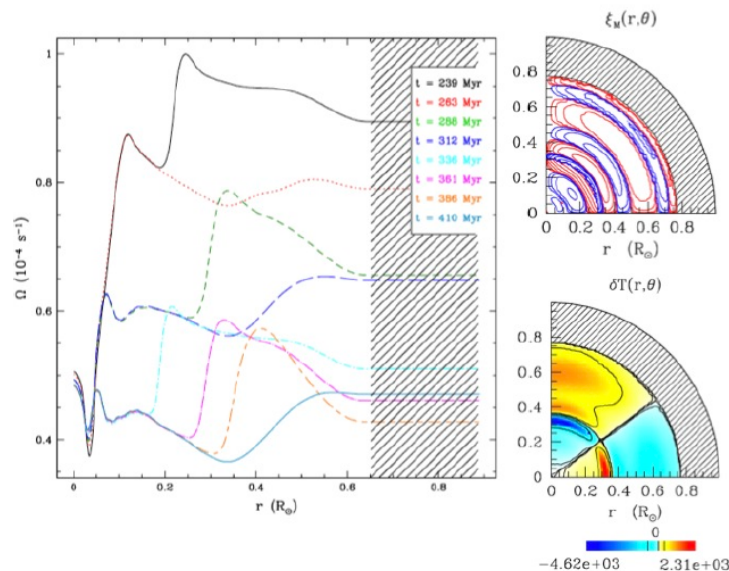 1
0.8
0.6
0.4
Ω (10⁻⁴ s⁻¹)
0
0.2
0.4
0.6
0.8
r (R⊙)
t = 239 Myr
t = 263 Myr
t = 286 Myr
t = 312 Myr
t = 336 Myr
t = 361 Myr
t = 386 Myr
t = 410 Myr
ξM(r,θ)
0.8
0.6
0.4
0.2
0
0 0.2 0.4 0.6 0.8
r (R⊙)
δT(r,θ)
0.8
0.6
0.4
0.2
0
0 0.2 0.4 0.6 0.8
r (R⊙)
0
−4.62e+03 2.31e+03